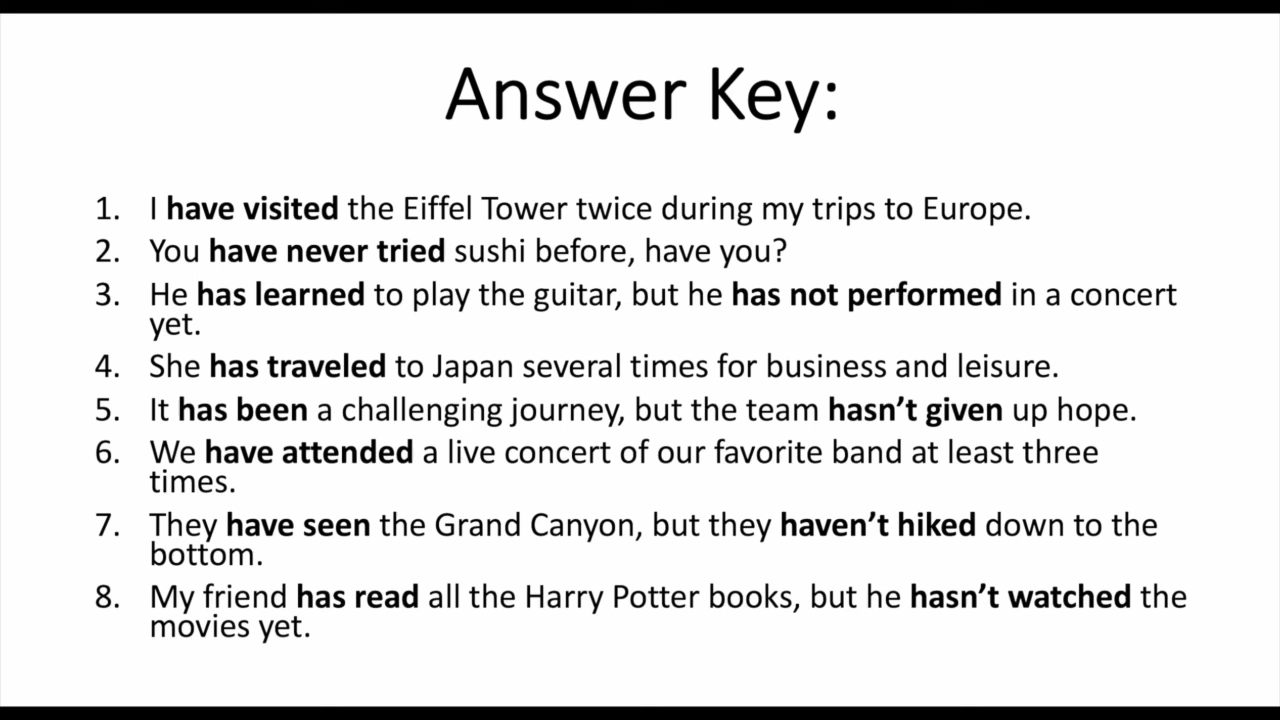 Answer Key:
1. I have visited the Eiffel Tower twice during my trips to Europe.
2. You have never tried sushi before, have you?
3. He has learned to play the guitar, but he has not performed in a concert
yet.
4. She has traveled to Japan several times for business and leisure.
5. It has been a challenging journey, but the team hasn’t given up hope.
6. We have attended a live concert of our favorite band at least three
times.
7. They have seen the Grand Canyon, but they haven’t hiked down to the
bottom.
8. My friend has read all the Harry Potter books, but he hasn’t watched the
movies yet.